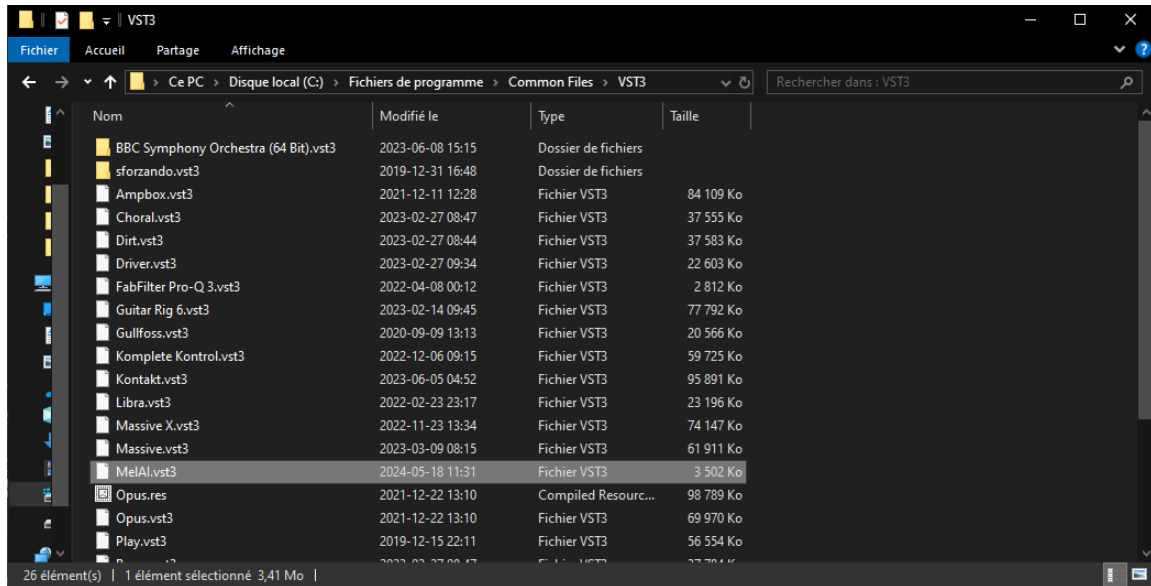 VST3
Fichier Accueil Partage Affichage
Ce PC > Disque local (C:) > Fichiers de programme > Common Files > VST3 Rechercher dans : VST3
Nom Modifié le Type Taille
BBC Symphony Orchestra (64 Bit).vst3 2023-06-08 15:15 Dossier de fichiers
sforzando.vst3 2019-12-31 16:48 Dossier de fichiers
Ampbox.vst3 2021-12-11 12:28 Fichier VST3 84 109 Ko
Choral.vst3 2023-02-27 08:47 Fichier VST3 37 555 Ko
Dirt.vst3 2023-02-27 08:44 Fichier VST3 37 583 Ko
Driver.vst3 2023-02-27 09:34 Fichier VST3 22 603 Ko
FabFilter Pro-Q 3.vst3 2022-04-08 00:12 Fichier VST3 2 812 Ko
Guitar Rig 6.vst3 2023-02-14 09:45 Fichier VST3 77 792 Ko
Gullfoss.vst3 2020-09-09 13:13 Fichier VST3 20 566 Ko
Komplete Kontrol.vst3 2022-12-06 09:15 Fichier VST3 59 725 Ko
Kontakt.vst3 2023-06-05 04:52 Fichier VST3 95 891 Ko
Libra.vst3 2022-02-23 23:17 Fichier VST3 23 196 Ko
Massive X.vst3 2022-11-23 13:34 Fichier VST3 74 147 Ko
Massive.vst3 2023-03-09 08:15 Fichier VST3 61 911 Ko
MelAI.vst3 2024-05-18 11:31 Fichier VST3 3 502 Ko
Opus.res 2021-12-22 13:10 Compiled Resourc... 98 789 Ko
Opus.vst3 2021-12-22 13:10 Fichier VST3 69 970 Ko
Play.vst3 2019-12-15 22:11 Fichier VST3 56 554 Ko
26 élément(s) | 1 élément sélectionné 3,41 Mo |